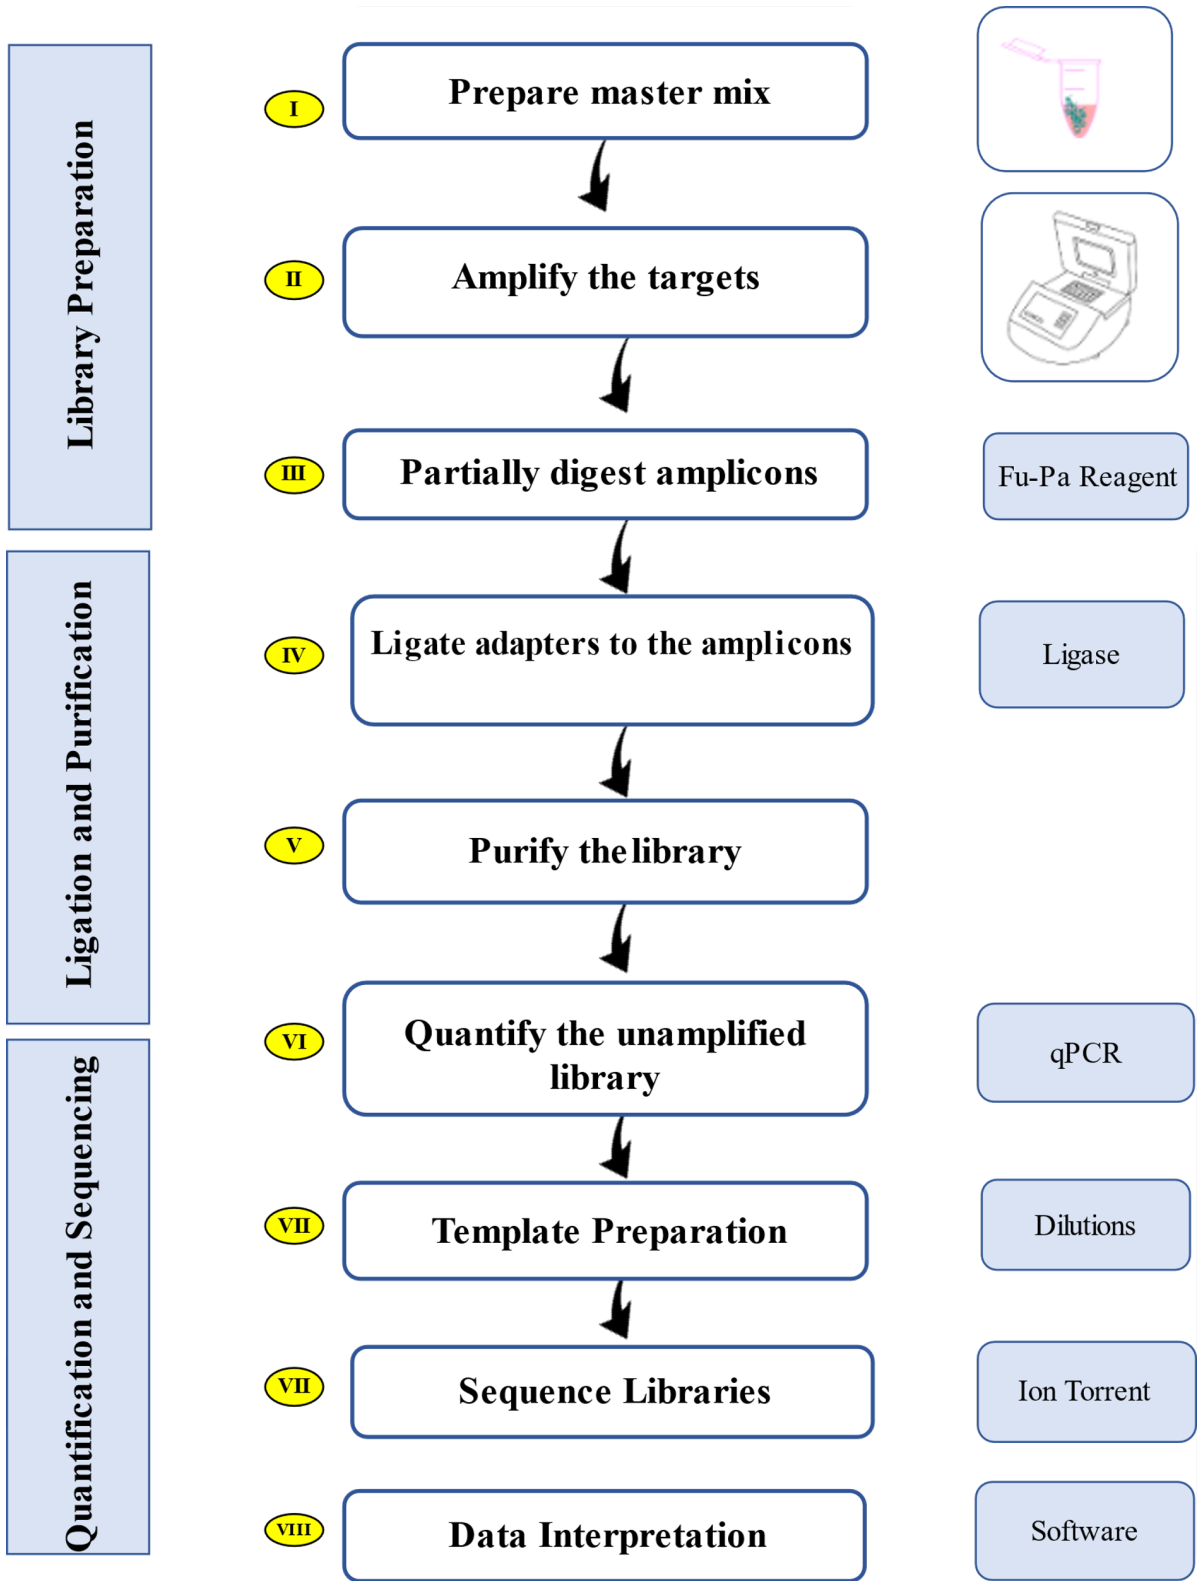 Library Preparation
I
Prepare master mix
II
Amplify the targets
III
Partially digest amplicons
Fu-Pa Reagent
Ligation and Purification
IV
Ligate adapters to the amplicons
Ligase
V
Purify the library
Quantification and Sequencing
VI
Quantify the unamplified
library
qPCR
VII
Template Preparation
Dilutions
VII
Sequence Libraries
Ion Torrent
VIII
Data Interpretation
Software